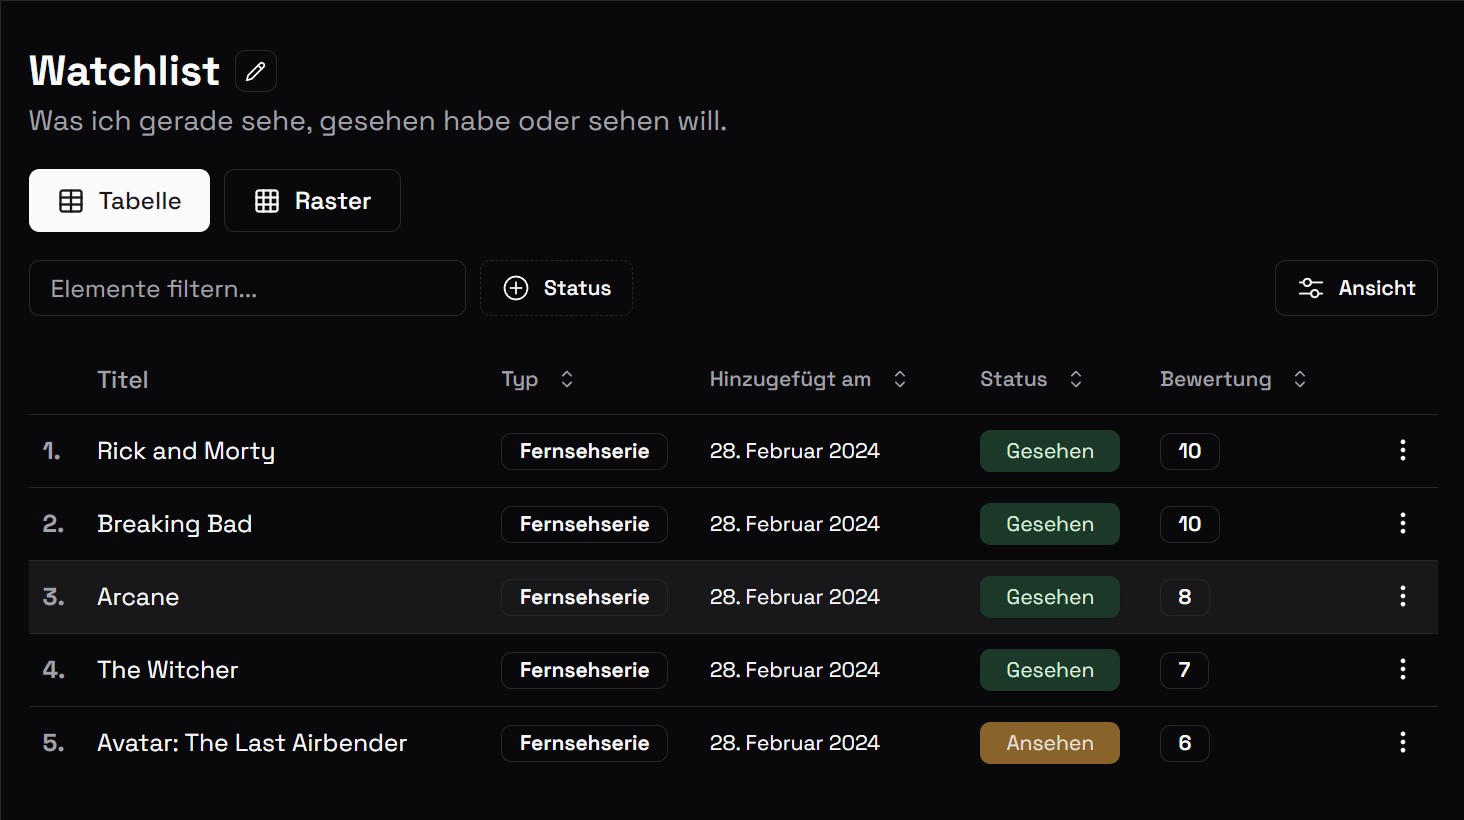 Watchlist
Was ich gerade sehe, gesehen habe oder sehen will.
Tabelle Raster
Elemente filtern... Status Ansicht
Titel Typ Hinzugefügt am Status Bewertung
1. Rick and Morty Fernsehserie 28. Februar 2024 Gesehen 10
2. Breaking Bad Fernsehserie 28. Februar 2024 Gesehen 10
3. Arcane Fernsehserie 28. Februar 2024 Gesehen 8
4. The Witcher Fernsehserie 28. Februar 2024 Gesehen 7
5. Avatar: The Last Airbender Fernsehserie 28. Februar 2024 Ansehen 6